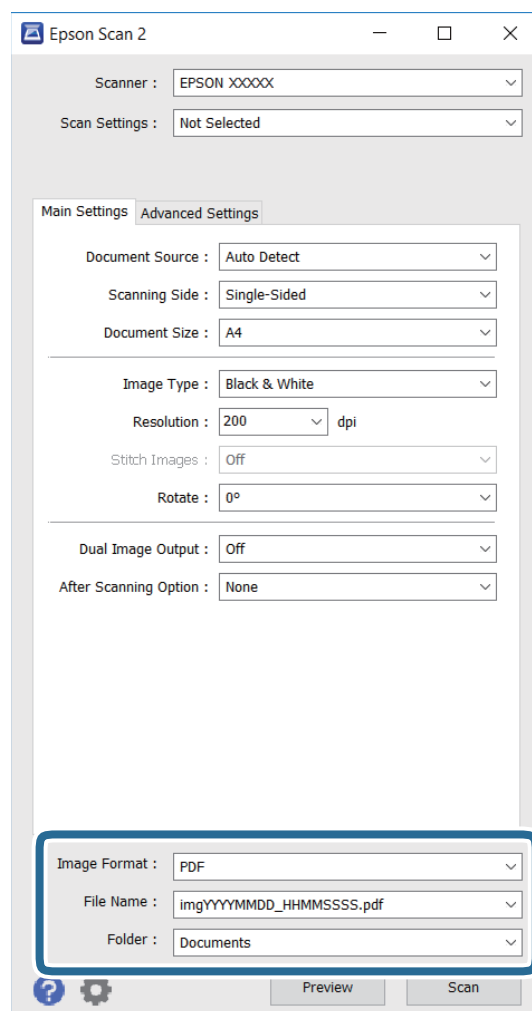 Epson Scan 2
Scanner : EPSON XXXXX
Scan Settings : Not Selected
Main Settings Advanced Settings
Document Source : Auto Detect
Scanning Side : Single-Sided
Document Size : A4
Image Type : Black & White
Resolution : 200 dpi
Stitch Images : Off
Rotate : 0°
Dual Image Output : Off
After Scanning Option : None
Image Format : PDF
File Name : imgYYYYMMDD_HHMMSSSS.pdf
Folder : Documents
? Preview Scan